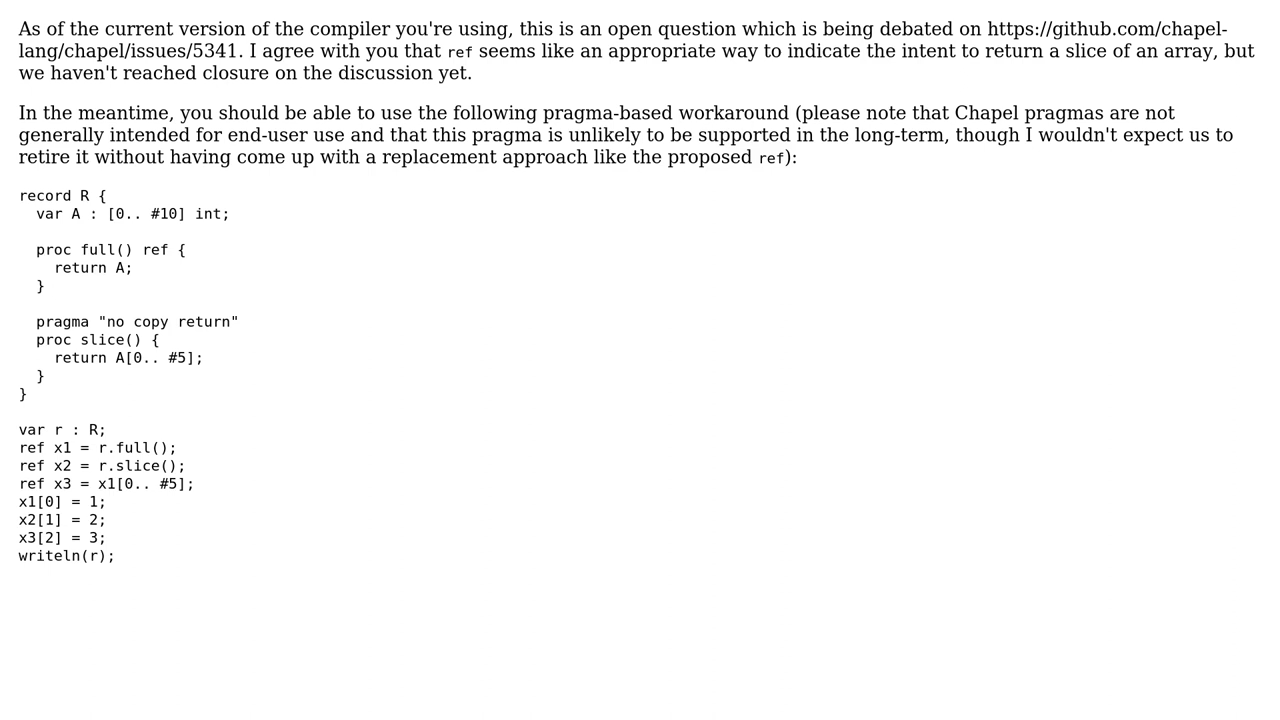 As of the current version of the compiler you're using, this is an open question which is being debated on https://github.com/chapel-
lang/chapel/issues/5341. I agree with you that ref seems like an appropriate way to indicate the intent to return a slice of an array, but
we haven't reached closure on the discussion yet.
In the meantime, you should be able to use the following pragma-based workaround (please note that Chapel pragmas are not
generally intended for end-user use and that this pragma is unlikely to be supported in the long-term, though I wouldn't expect us to
retire it without having come up with a replacement approach like the proposed ref):
record R {
  var A : [0.. #10] int;
  proc full() ref {
    return A;
  }
  pragma "no copy return"
  proc slice() {
    return A[0.. #5];
  }
}
var r : R;
ref x1 = r.full();
ref x2 = r.slice();
ref x3 = x1[0.. #5];
x1[0] = 1;
x2[1] = 2;
x3[2] = 3;
writeln(r);